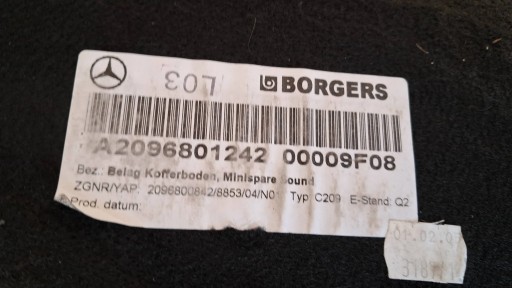 L03
BORGERS
A2096801242 00009F08
Bez.: Belag Kofferboden, Minispare sound
ZGNR/YAP: 2096800842/8853/04/N01 Typ C209 E-Stand: Q2
Prod. datum: